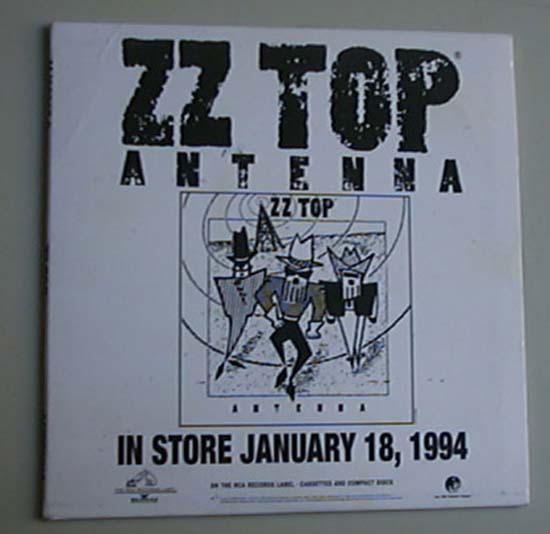 ZZ TOP
ANTENNA
ZZ TOP
ANTENNA
IN STORE JANUARY 18, 1994
ON THE RCA RECORDS LABEL · CASSETTES AND COMPACT DISCS